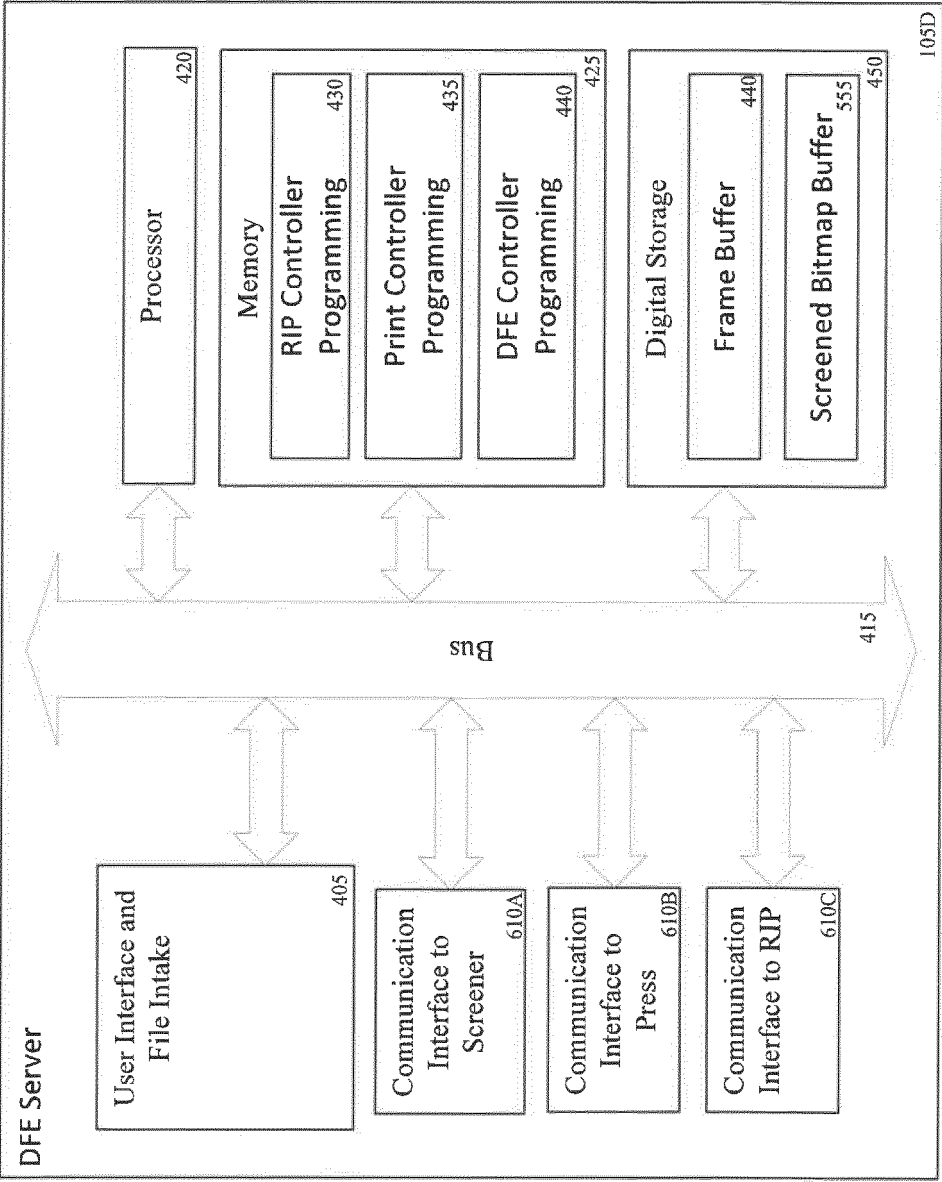 DFE Server
User Interface and
File Intake
405
Communication
Interface to
Screener
610A
Communication
Interface to
Press
610B
Communication
Interface to RIP
610C
Bus
415
Processor
420
Memory
RIP Controller
Programming
430
Print Controller
Programming
435
DFE Controller
Programming
440
425
Digital Storage
Frame Buffer
440
Screened Bitmap Buffer
555
450
105D